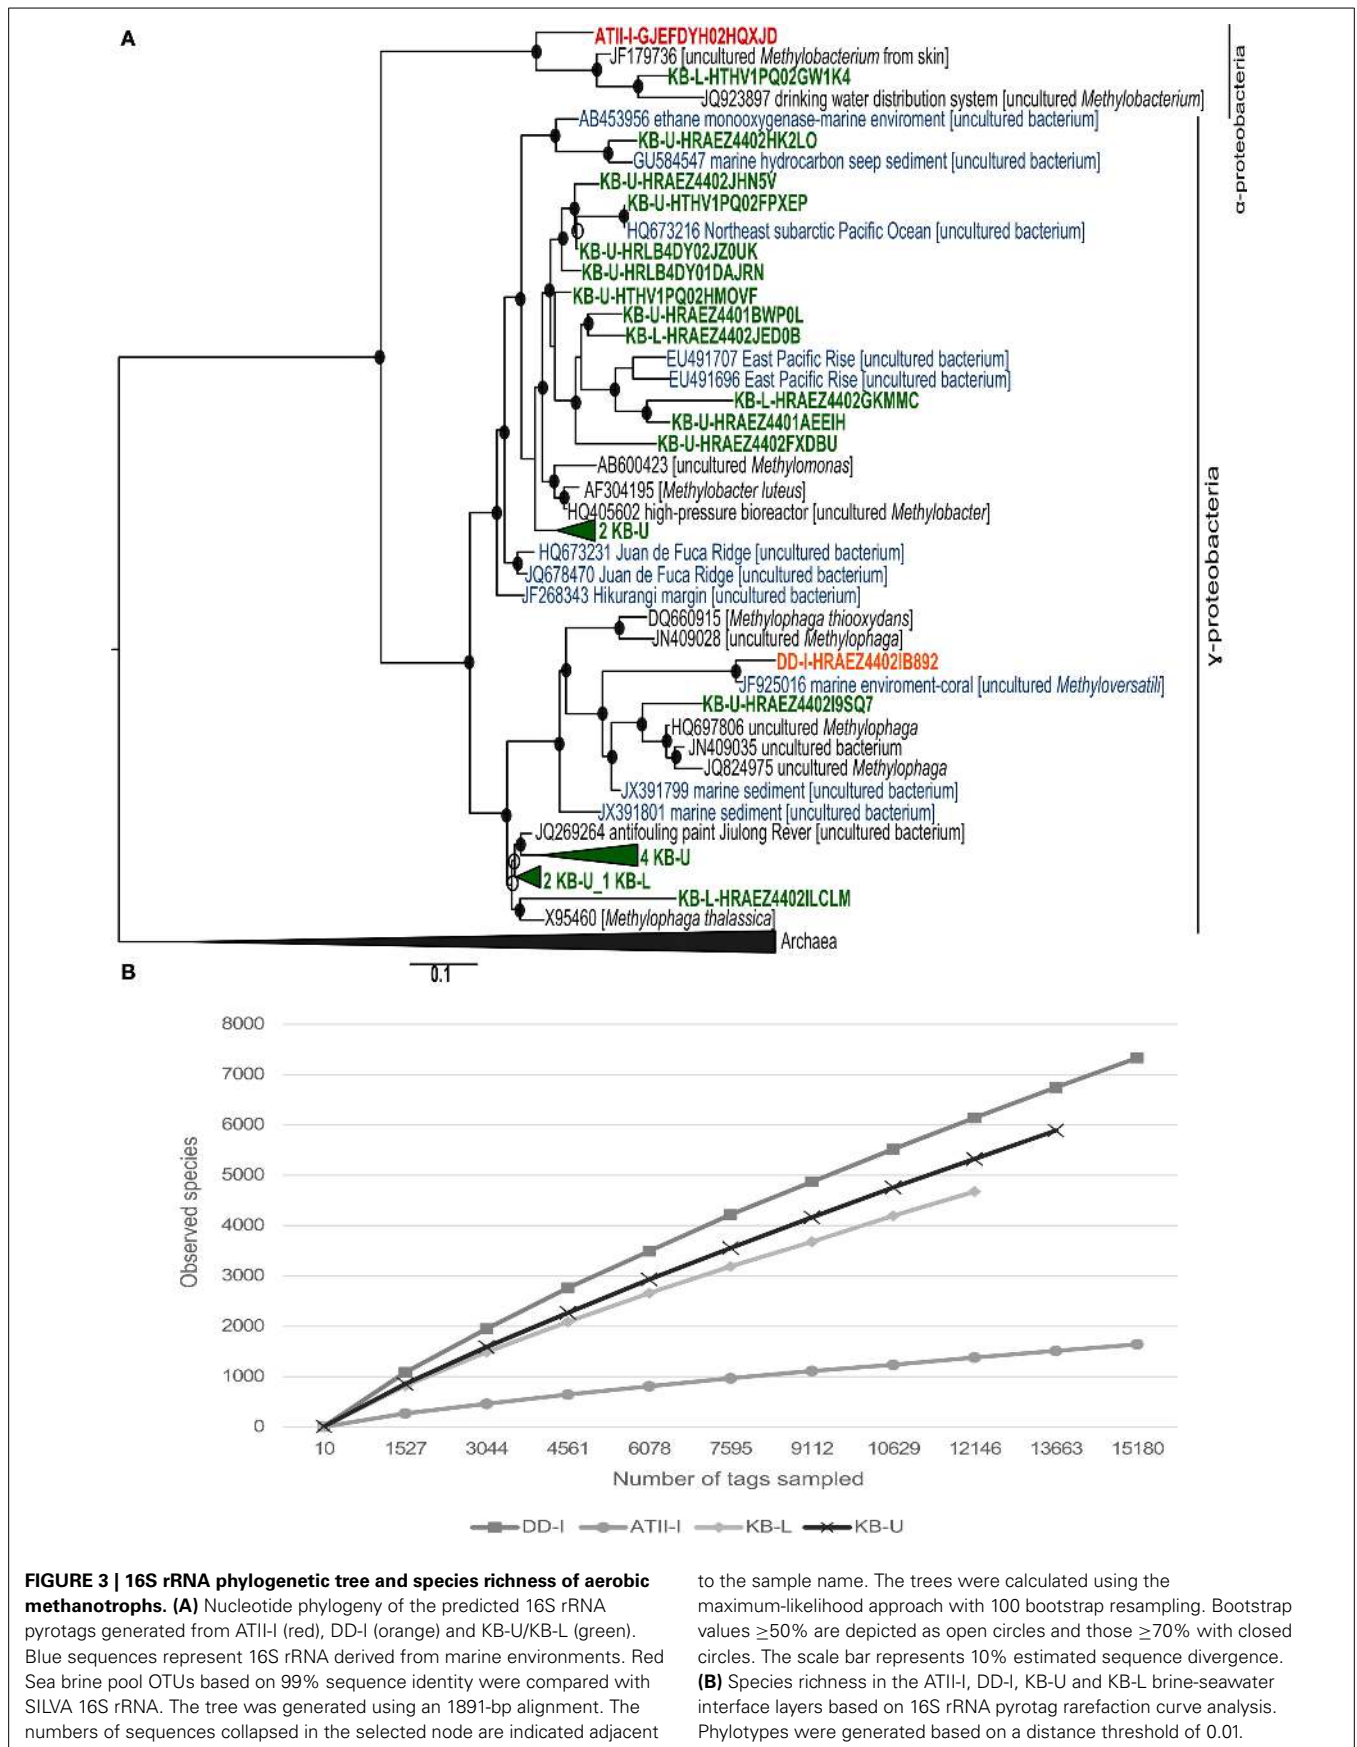 A
ATII-I-GJEFDYH02HQXJD
JF179736 [uncultured Methylobacterium from skin]
KB-L-HTHV1PQ02GW1K4
JQ923897 drinking water distribution system [uncultured Methylobacterium]
AB453956 ethane monooxygenase-marine enviroment [uncultured bacterium]
KB-U-HRAEZ4402HK2LO
GU584547 marine hydrocarbon seep sediment [uncultured bacterium]
KB-U-HRAEZ4402JHN5V
KB-U-HTHV1PQ02FPXEP
HQ673216 Northeast subarctic Pacific Ocean [uncultured bacterium]
KB-U-HRLB4DY02JZ0UK
KB-U-HRLB4DY01DAJRN
KB-U-HTHV1PQ02HMOVF
KB-U-HRAEZ4401BWP0L
KB-L-HRAEZ4402JED0B
EU491707 East Pacific Rise [uncultured bacterium]
EU491696 East Pacific Rise [uncultured bacterium]
KB-L-HRAEZ4402GKMMC
KB-U-HRAEZ4401AEEIH
KB-U-HRAEZ4402FXDBU
AB600423 [uncultured Methylomonas]
AF304195 [Methylobacter luteus]
HQ405602 high-pressure bioreactor [uncultured Methylobacter]
2 KB-U
HQ673231 Juan de Fuca Ridge [uncultured bacterium]
JQ678470 Juan de Fuca Ridge [uncultured bacterium]
JF268343 Hikurangi margin [uncultured bacterium]
DQ660915 [Methylophaga thiooxydans]
JN409028 [uncultured Methylophaga]
DD-I-HRAEZ4402IB892
JF925016 marine enviroment-coral [uncultured Methyloversatili]
KB-U-HRAEZ4402I9SQ7
HQ697806 uncultured Methylophaga
JN409035 uncultured bacterium
JQ824975 uncultured Methylophaga
JX391799 marine sediment [uncultured bacterium]
JX391801 marine sediment [uncultured bacterium]
JQ269264 antifouling paint Jiulong Rever [uncultured bacterium]
4 KB-U
2 KB-U_1 KB-L
KB-L-HRAEZ4402ILCLM
X95460 [Methylophaga thalassica]
Archaea
0.1
α-proteobacteria
γ-proteobacteria
B
8000
7000
6000
5000
4000
3000
2000
1000
0
Observed species
10 1527 3044 4561 6078 7595 9112 10629 12146 13663 15180
Number of tags sampled
DD-I ATII-I KB-L KB-U
FIGURE 3 | 16S rRNA phylogenetic tree and species richness of aerobic
methanotrophs. (A) Nucleotide phylogeny of the predicted 16S rRNA
pyrotags generated from ATII-I (red), DD-I (orange) and KB-U/KB-L (green).
Blue sequences represent 16S rRNA derived from marine environments. Red
Sea brine pool OTUs based on 99% sequence identity were compared with
SILVA 16S rRNA. The tree was generated using an 1891-bp alignment. The
numbers of sequences collapsed in the selected node are indicated adjacent
to the sample name. The trees were calculated using the
maximum-likelihood approach with 100 bootstrap resampling. Bootstrap
values ≥50% are depicted as open circles and those ≥70% with closed
circles. The scale bar represents 10% estimated sequence divergence.
(B) Species richness in the ATII-I, DD-I, KB-U and KB-L brine-seawater
interface layers based on 16S rRNA pyrotag rarefaction curve analysis.
Phylotypes were generated based on a distance threshold of 0.01.